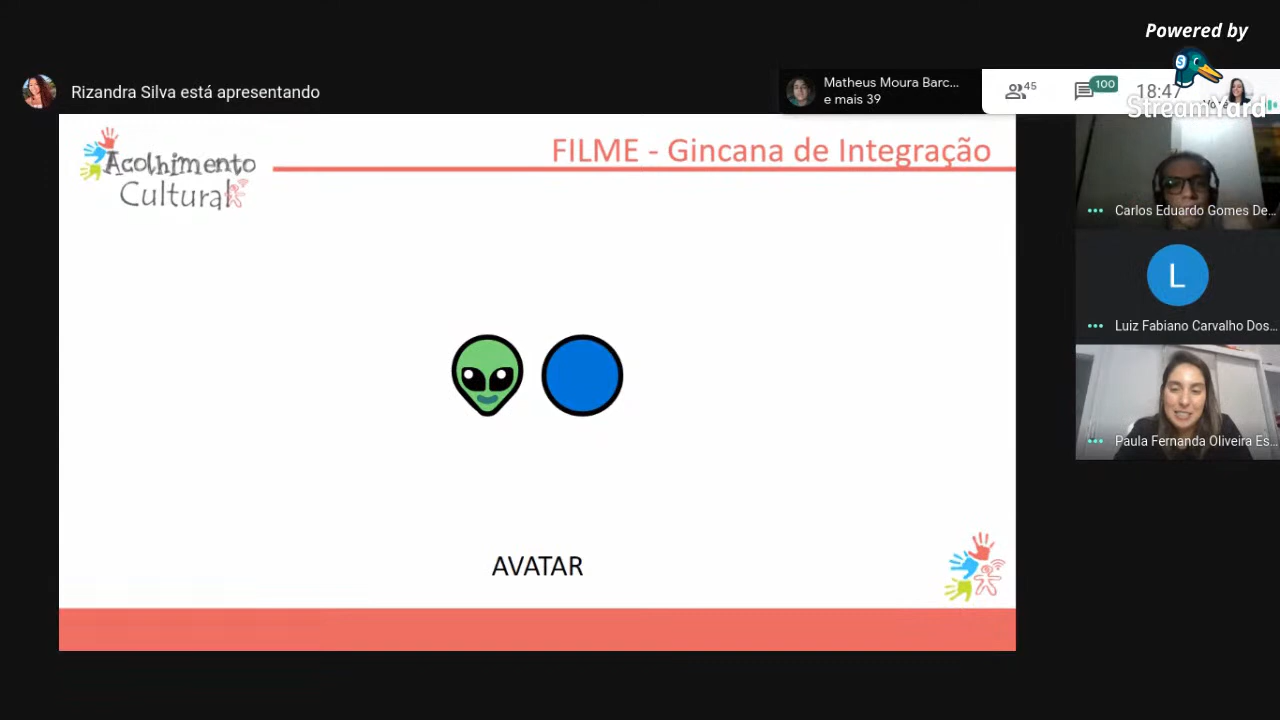 Powered by
StreamYard
Rizandra Silva está apresentando
Matheus Moura Barc...
e mais 39
45
100
18:47
Acolhimento
Cultural
FILME - Gincana de Integração
AVATAR
Carlos Eduardo Gomes De...
L
Luiz Fabiano Carvalho Dos...
Paula Fernanda Oliveira Es...